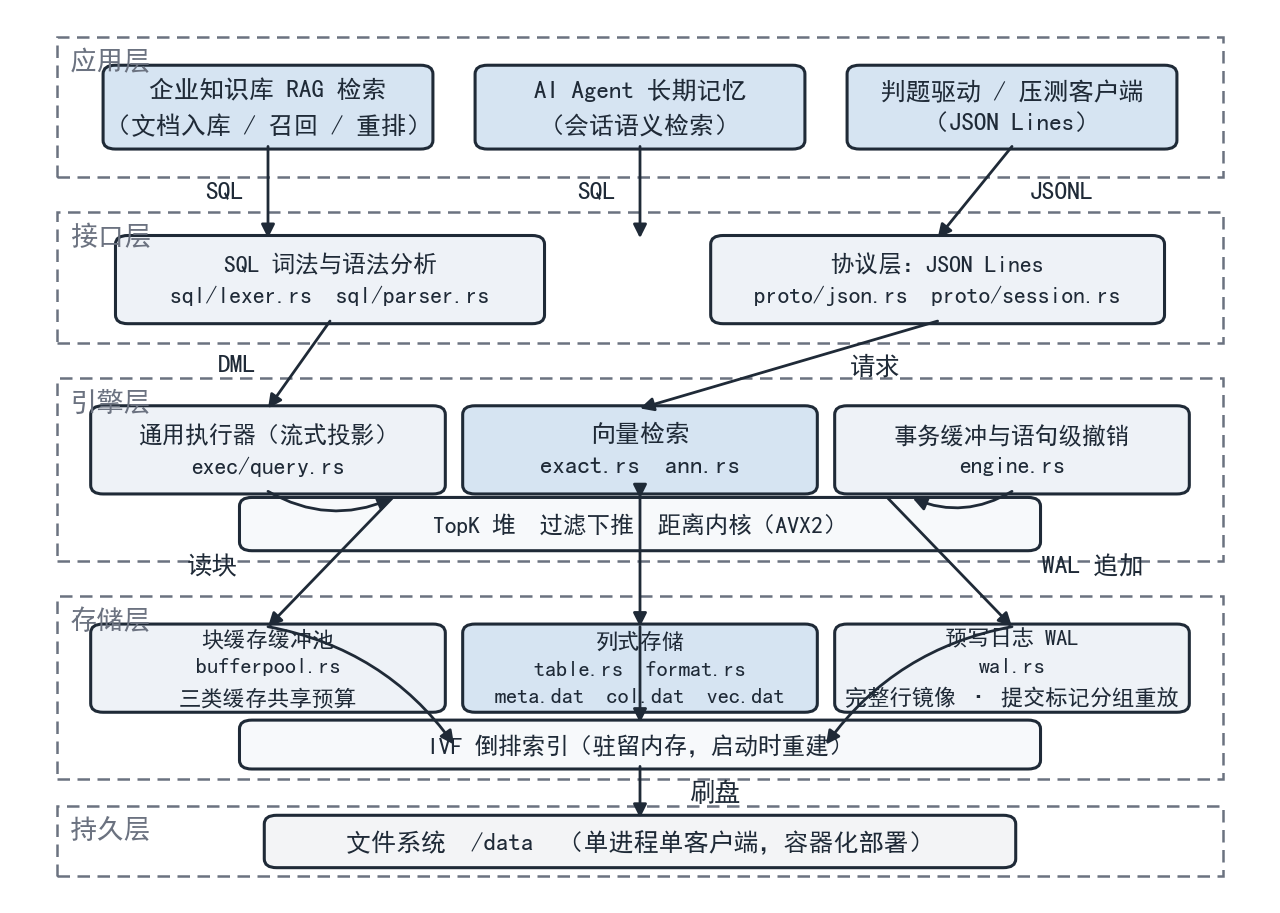 应用层
企业知识库 RAG 检索
（文档入库 / 召回 / 重排）
AI Agent 长期记忆
（会话语义检索）
判题驱动 / 压测客户端
（JSON Lines）
SQL
SQL
JSONL
接口层
SQL 词法与语法分析
sql/lexer.rs sql/parser.rs
协议层：JSON Lines
proto/json.rs proto/session.rs
DML
请求
引擎层
通用执行器（流式投影）
exec/query.rs
向量检索
exact.rs ann.rs
事务缓冲与语句级撤销
engine.rs
TopK 堆 过滤下推 距离内核（AVX2）
读块
WAL 追加
存储层
块缓存缓冲池
bufferpool.rs
三类缓存共享预算
列式存储
table.rs format.rs
meta.dat col.dat vec.dat
预写日志 WAL
wal.rs
完整行镜像 · 提交标记分组重放
IVF 倒排索引（驻留内存，启动时重建）
刷盘
持久层
文件系统 /data （单进程单客户端，容器化部署）